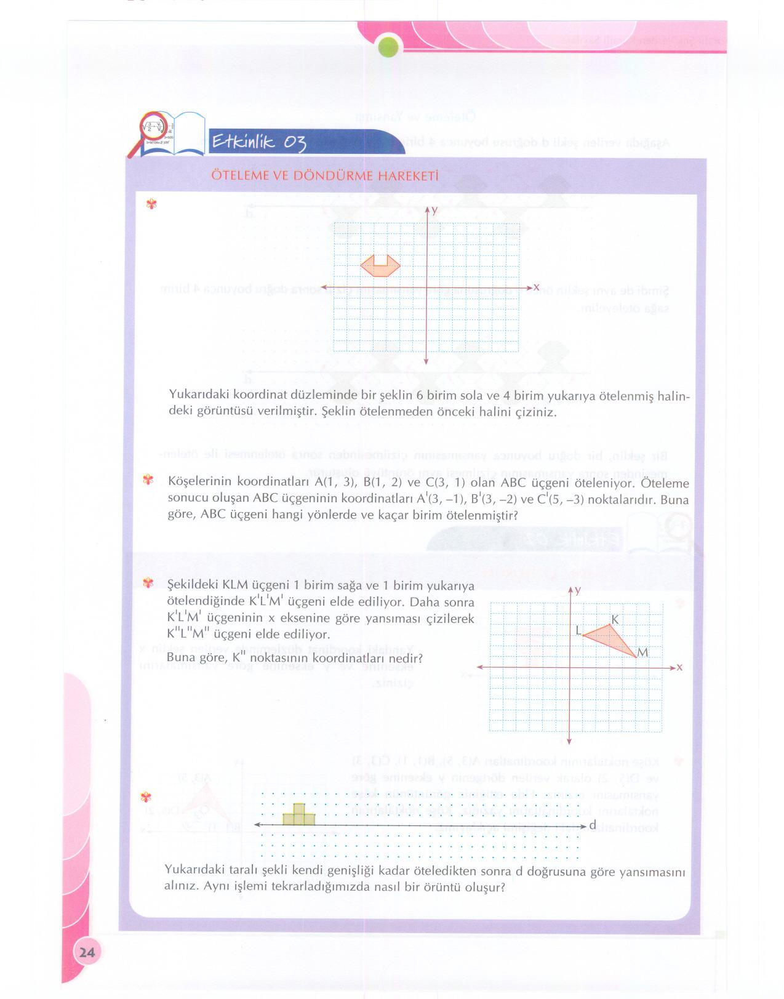 Etkinlik 03
ÖTELEME VE DÖNDÜRME HAREKETİ
y
x
Yukarıdaki koordinat düzleminde bir şeklin 6 birim sola ve 4 birim yukarıya ötelenmiş halin-
deki görüntüsü verilmiştir. Şeklin ötelenmeden önceki halini çiziniz.
Köşelerinin koordinatları A(1, 3), B(1, 2) ve C(3, 1) olan ABC üçgeni öteleniyor. Öteleme
sonucu oluşan ABC üçgeninin koordinatları A'(3, –1), B'(3, –2) ve C'(5, –3) noktalarıdır. Buna
göre, ABC üçgeni hangi yönlerde ve kaçar birim ötelenmiştir?
Şekildeki KLM üçgeni 1 birim sağa ve 1 birim yukarıya
ötelendiğinde K'L'M' üçgeni elde ediliyor. Daha sonra
K'L'M' üçgeninin x eksenine göre yansıması çizilerek
K"L"M" üçgeni elde ediliyor.
Buna göre, K" noktasının koordinatları nedir?
y
K
L
M
x
d
Yukarıdaki taralı şekli kendi genişliği kadar öteledikten sonra d doğrusuna göre yansımasını
alınız. Aynı işlemi tekrarladığımızda nasıl bir örüntü oluşur?
24